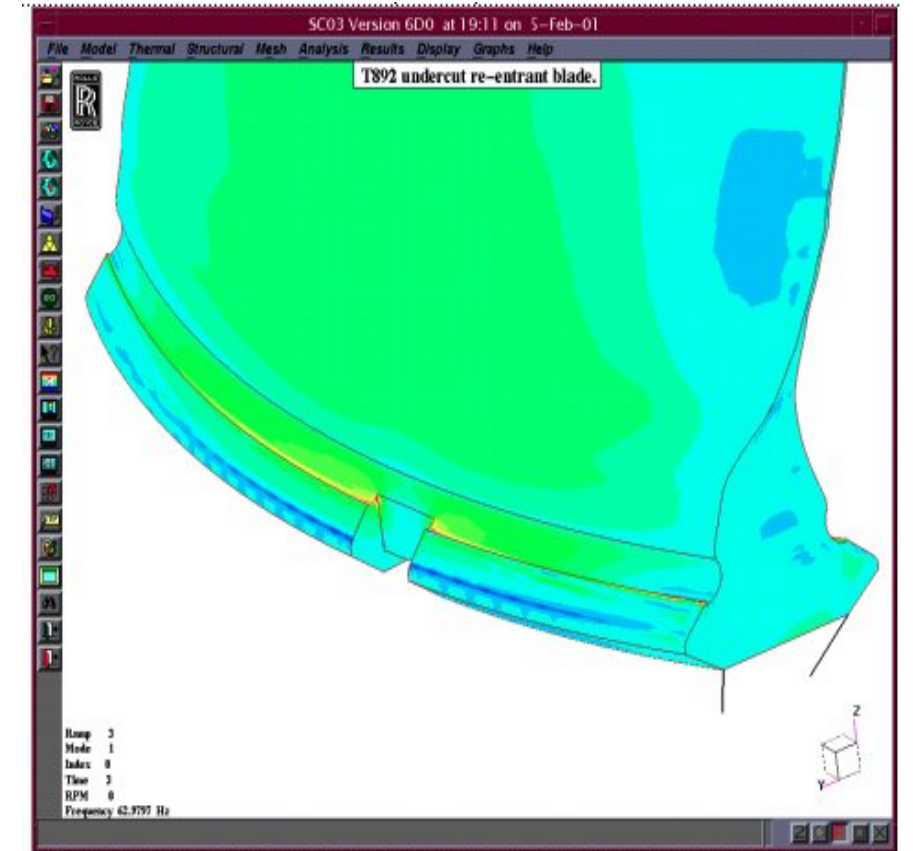 SC03 Version 6D0 at 19:11 on 5-Feb-01
File Model Thermal Structural Mesh Analysis Results Display Graphs Help
T892 undercut re-entrant blade.
Z
Y
Ramp 3
Mode 1
Index 0
Time 3
RPM 0
Frequency 62.9797 Hz